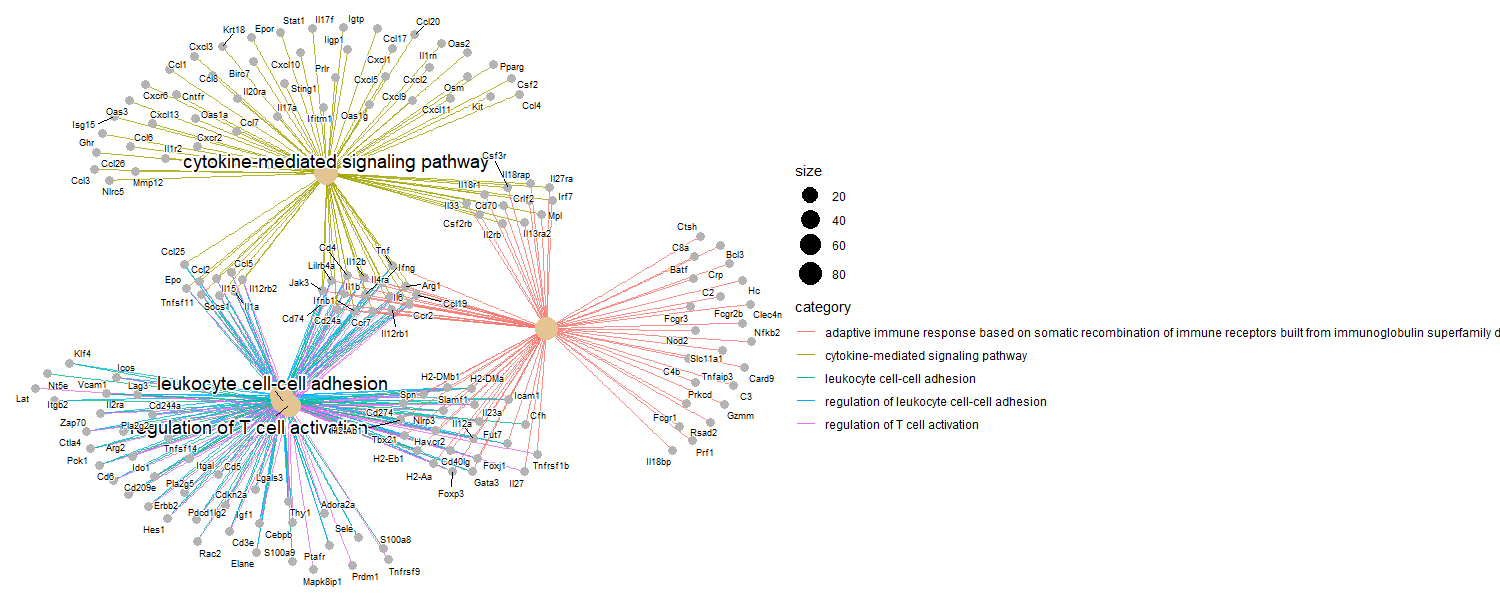 Stat1
Il17f
Igtp
Ccl20
Krt18
Epor
Cxcl3
Iigp1
Ccl17
Oas2
Ccl1
Ccl8
Birc7
Cxcl10
Prlr
Cxcl1
Il1rn
Pparg
Cxcr6
Cntfr
Il20ra
Sting1
Cxcl5
Cxcl2
Osm
Csf2
Oas3
Cxcl13
Oas1a
Il17a
Cxcl9
Cxcl11
Kit
Ccl4
Isg15
Ccl7
Ifitm1
Oas1g
Ghr
Ccl6
Cxcr2
Il1r2
Ccl26
Ccl3
Nlrc5
Mmp12
cytokine-mediated signaling pathway
Csf3r
Il18rap
Il27ra
Il18r1
Crlf2
Irf7
Il33
Cd70
Mpl
Csf2rb
Il2rb
Il13ra2
Ccl25
Ccl2
Ccl5
Epo
Il15
Il12rb2
Tnfsf11
Socs1
Il1a
Cd4
Tnf
Lilrb4a
Il12b
Ifng
Jak3
Il1b
Il4ra
Arg1
Ifnb1
Il6
Ccl19
Cd74
Cd24a
Ccr7
Ccr2
Il12rb1
Ctsh
C8a
Bcl3
Batf
Crp
C2
Hc
Fcgr3
Fcgr2b
Clec4n
Nod2
Nfkb2
Slc11a1
C4b
Tnfaip3
Card9
Prkcd
C3
Fcgr1
Gzmm
Rsad2
Il18bp
Prf1
Klf4
Icos
Nt5e
Vcam1
Lag3
Lat
Itgb2
Il2ra
Cd244a
leukocyte cell-cell adhesion
regulation of T cell activation
H2-DMb1
H2-DMa
Spn
Slamf1
Icam1
Cd274
Nlrp3
Il23a
Cfh
H2-Ab1
Tbx21
Il12a
Fut7
Havcr2
H2-Eb1
Cd40lg
Foxj1
Tnfrsf1b
H2-Aa
Foxp3
Gata3
Il27
Zap70
Pla2g2e
Ctla4
Arg2
Tnfsf14
Pck1
Ido1
Itgal
Cd5
Cd6
Cd209e
Pla2g5
Lgals3
Erbb2
Cdkn2a
Hes1
Pdcd1lg2
Igf1
Thy1
Adora2a
Rac2
Cd3e
Cebpb
Sele
Elane
S100a9
Ptafr
S100a8
Mapk8ip1
Prdm1
Tnfrsf9
size
20
40
60
80
category
adaptive immune response based on somatic recombination of immune receptors built from immunoglobulin superfamily d
cytokine-mediated signaling pathway
leukocyte cell-cell adhesion
regulation of leukocyte cell-cell adhesion
regulation of T cell activation